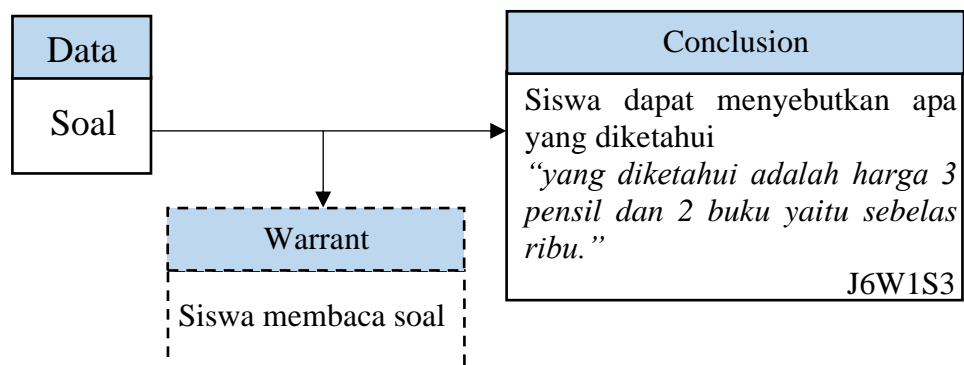 Data
Soal
Conclusion
Siswa dapat menyebutkan apa
yang diketahui
“yang diketahui adalah harga 3
pensil dan 2 buku yaitu sebelas
ribu.”
J6W1S3
Warrant
Siswa membaca soal